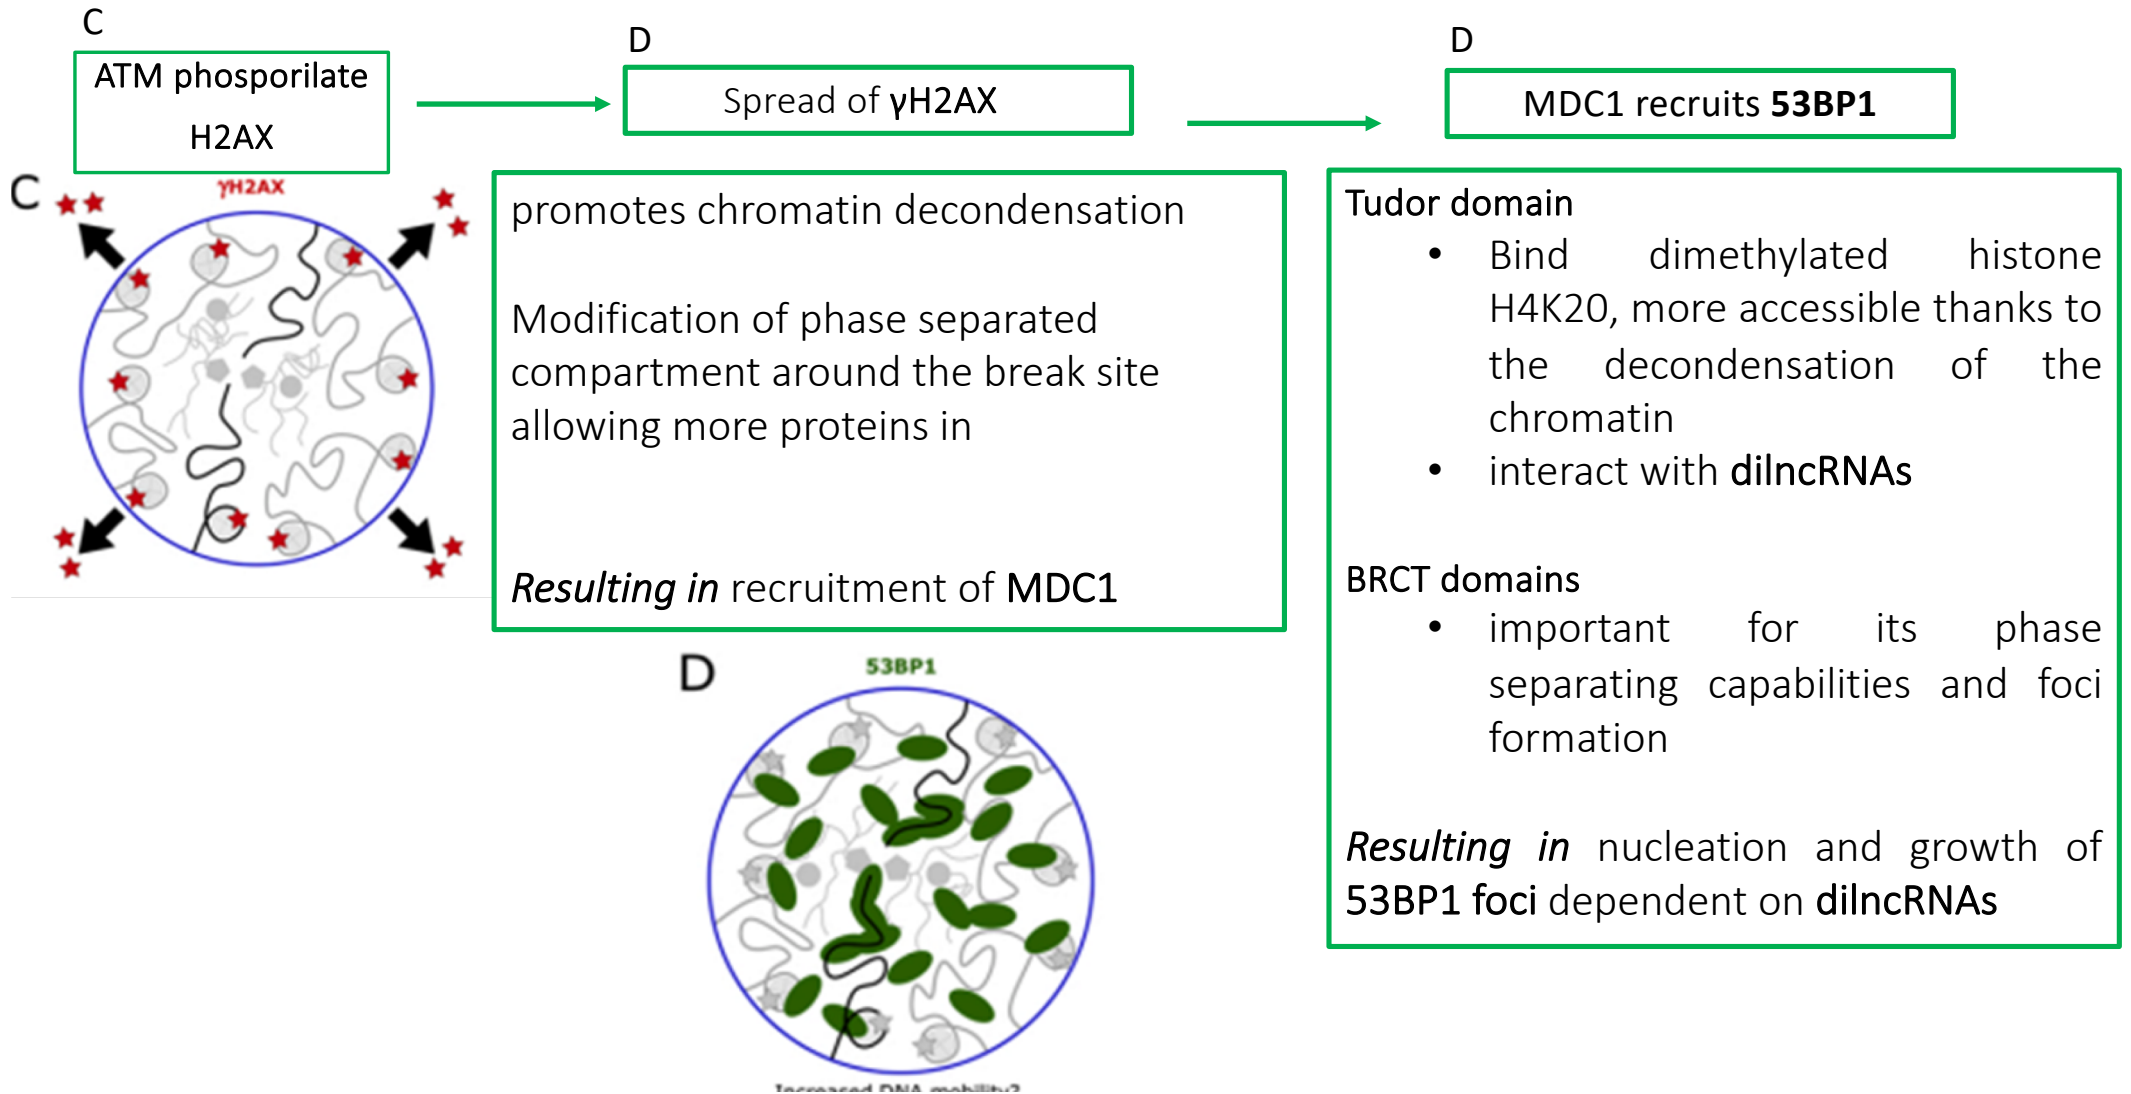 C
ATM phosporilate
H2AX
D
Spread of γH2AX
D
MDC1 recruits 53BP1
C
γH2AX
promotes chromatin decondensation
Modification of phase separated
compartment around the break site
allowing more proteins in
Resulting in recruitment of MDC1
Tudor domain
• Bind dimethylated histone
H4K20, more accessible thanks to
the decondensation of the
chromatin
• interact with dilncRNAs
BRCT domains
• important for its phase
separating capabilities and foci
formation
Resulting in nucleation and growth of
53BP1 foci dependent on dilncRNAs
D
53BP1
Increased DNA mobility?